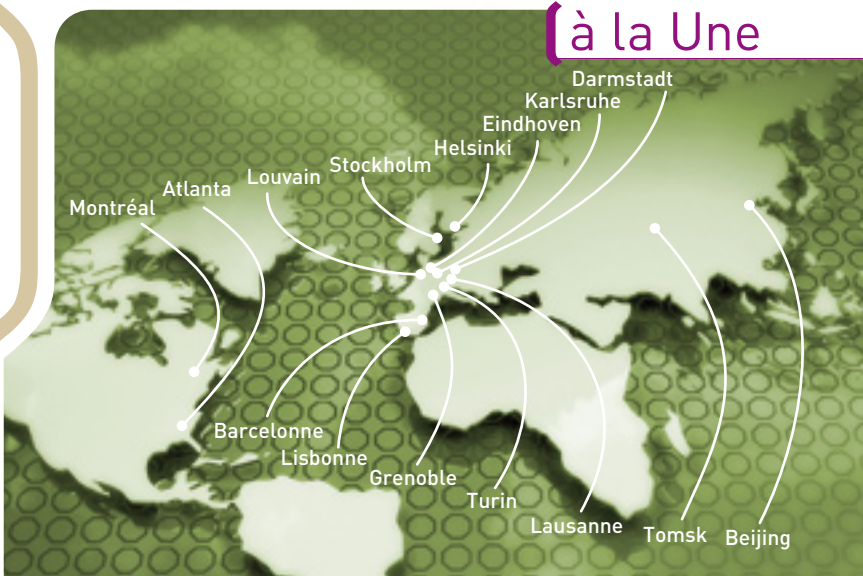 à la Une
Darmstadt
Karlsruhe
Eindhoven
Helsinki
Stockholm
Louvain
Atlanta
Montréal
Barcelonne
Lisbonne
Grenoble
Turin
Lausanne
Tomsk
Beijing